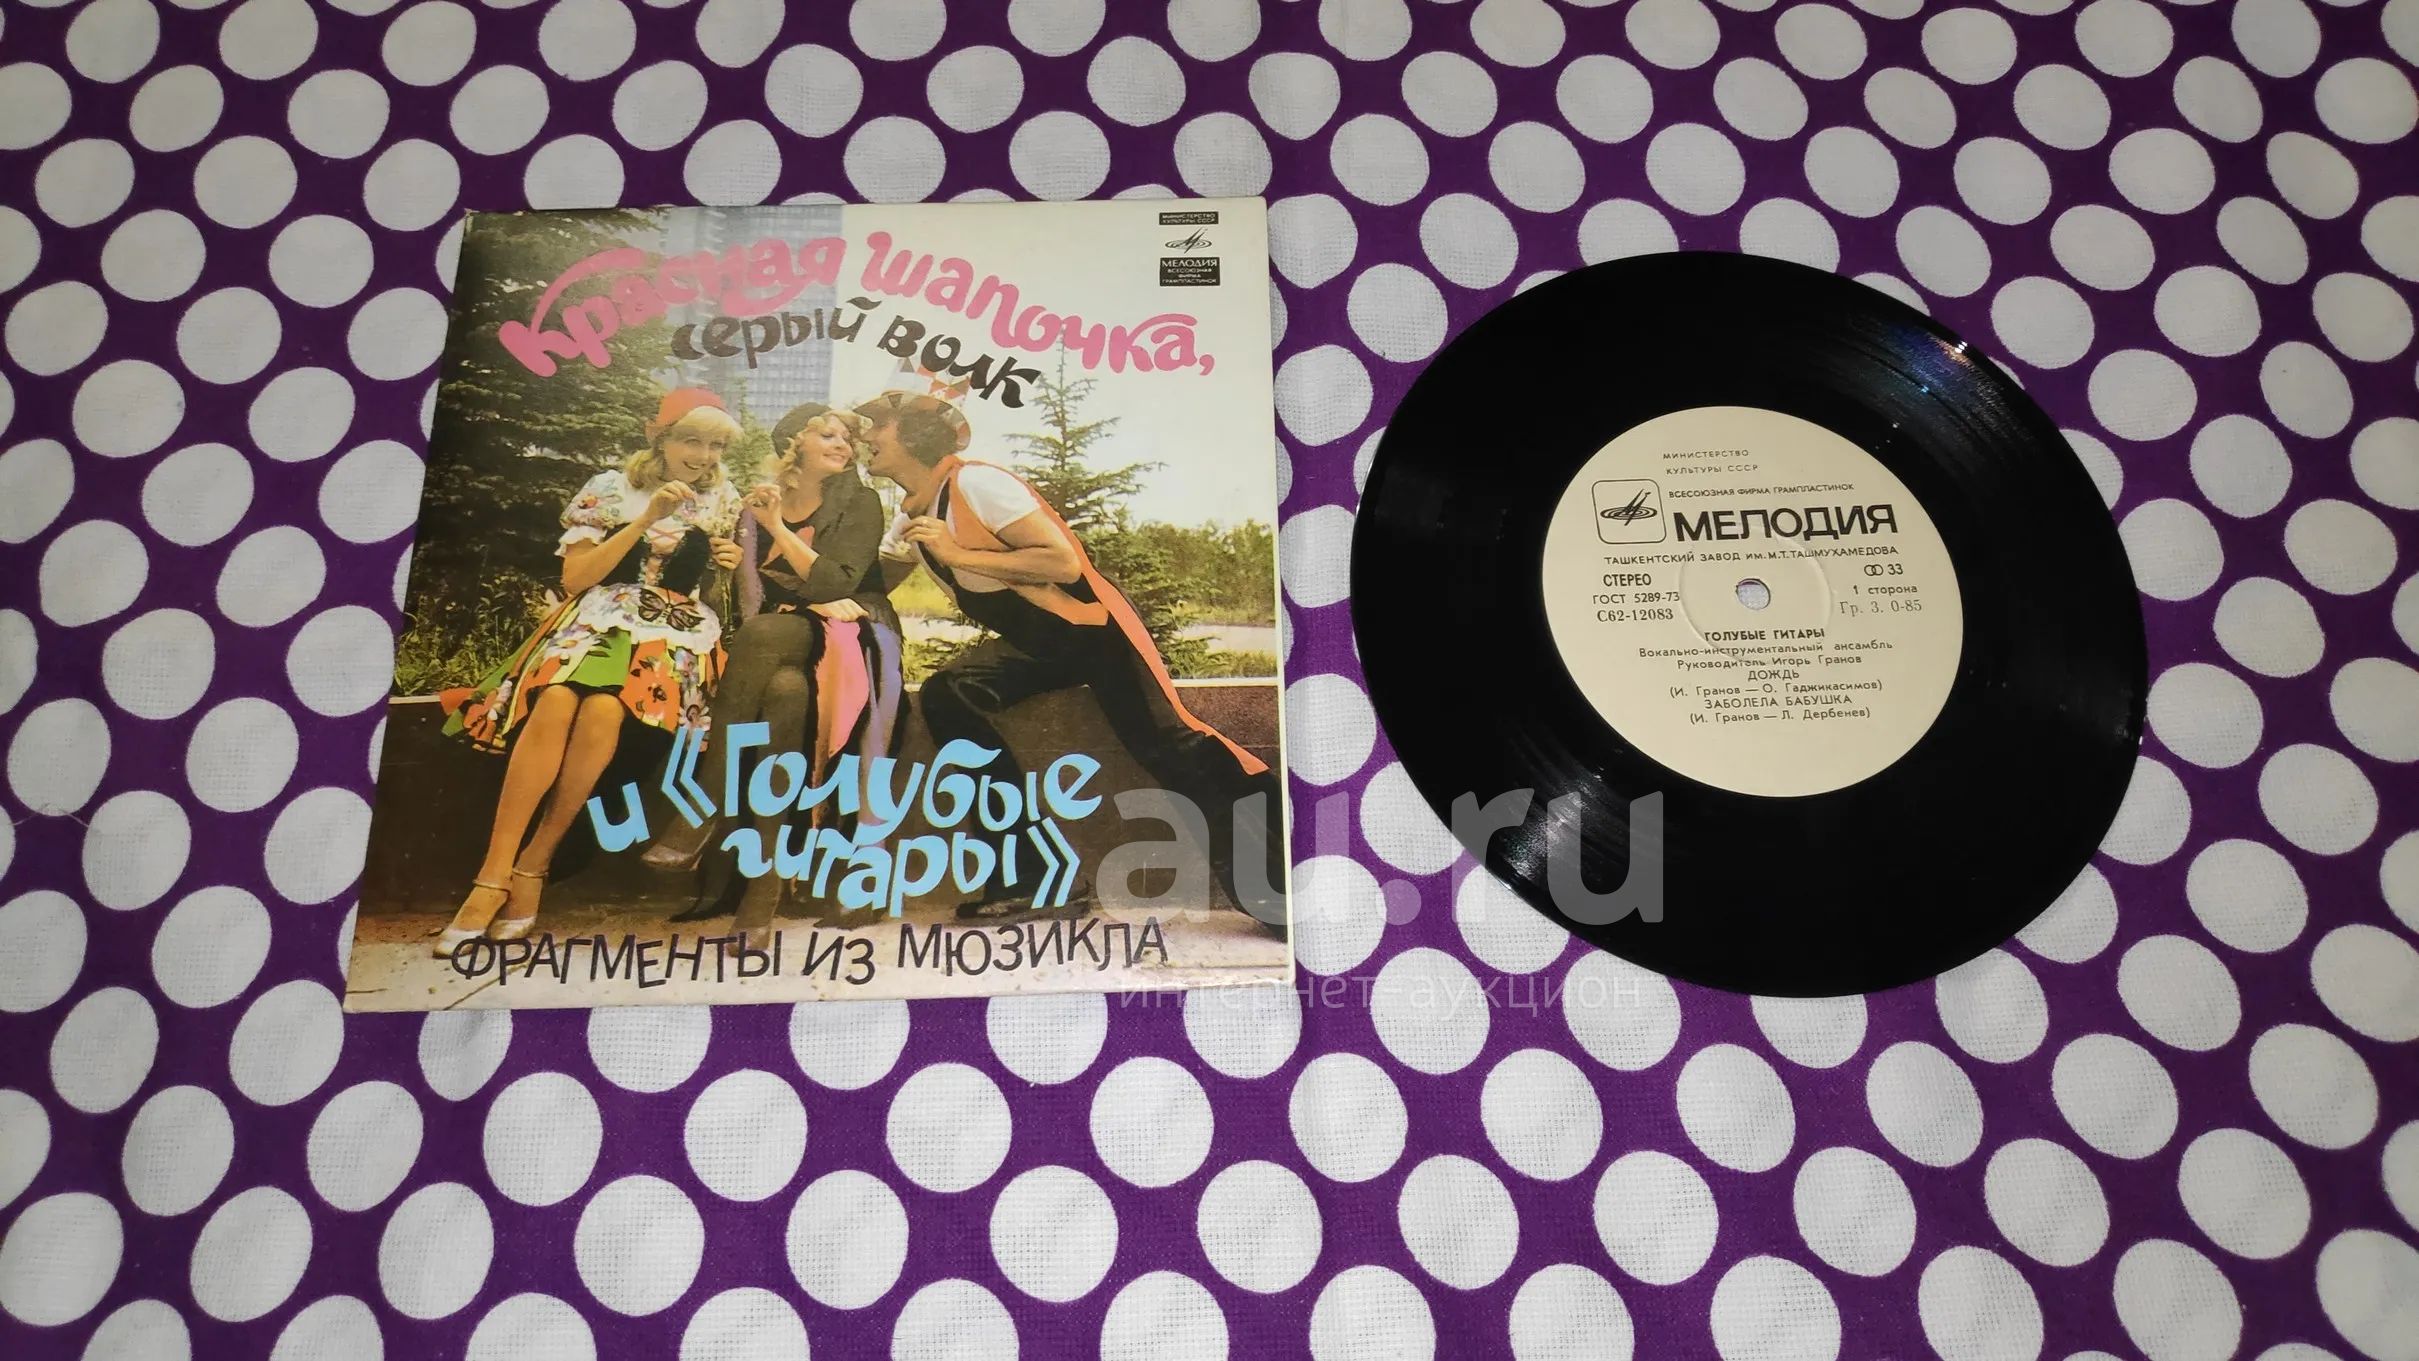 Красная шапочка,
серый волк
и «Голубые
гитары»
ФРАГМЕНТЫ ИЗ МЮЗИКЛА
МИНИСТЕРСТВО
КУЛЬТУРЫ СССР
МЕЛОДИЯ
ВСЕСОЮЗНАЯ
ФИРМА
ГРАМПЛАСТИНОК
МИНИСТЕРСТВО
КУЛЬТУРЫ СССР
ВСЕСОЮЗНАЯ ФИРМА ГРАМПЛАСТИНОК
МЕЛОДИЯ
ТАШКЕНТСКИЙ ЗАВОД ИМ. М.Т. ТАШМУХАМЕДОВА
СТЕРЕО 33
ГОСТ 5289-73 1 сторона
С62-12083 Гр. 3. 0-85
ГОЛУБЫЕ ГИТАРЫ
Вокально-инструментальный ансамбль
Руководитель Игорь Гранов
ДОЖДЬ
(И. Гранов — О. Гаджикасимов)
ЗАБОЛЕЛА БАБУШКА
(И. Гранов — Л. Дербенев)
au.ru
интернет-аукцион